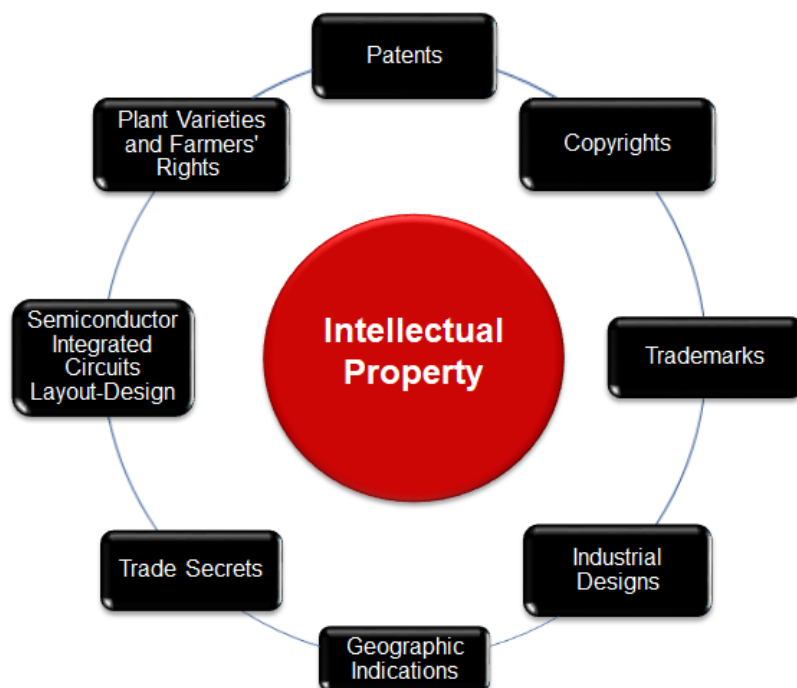 Patents
Copyrights
Trademarks
Industrial
Designs
Geographic
Indications
Trade Secrets
Semiconductor
Integrated
Circuits
Layout-Design
Plant Varieties
and Farmers'
Rights
Intellectual
Property